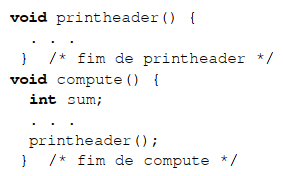 void printheader() {
. . .
} /* fim de printheader */
void compute() {
int sum;
. . .
printheader();
} /* fim de compute */